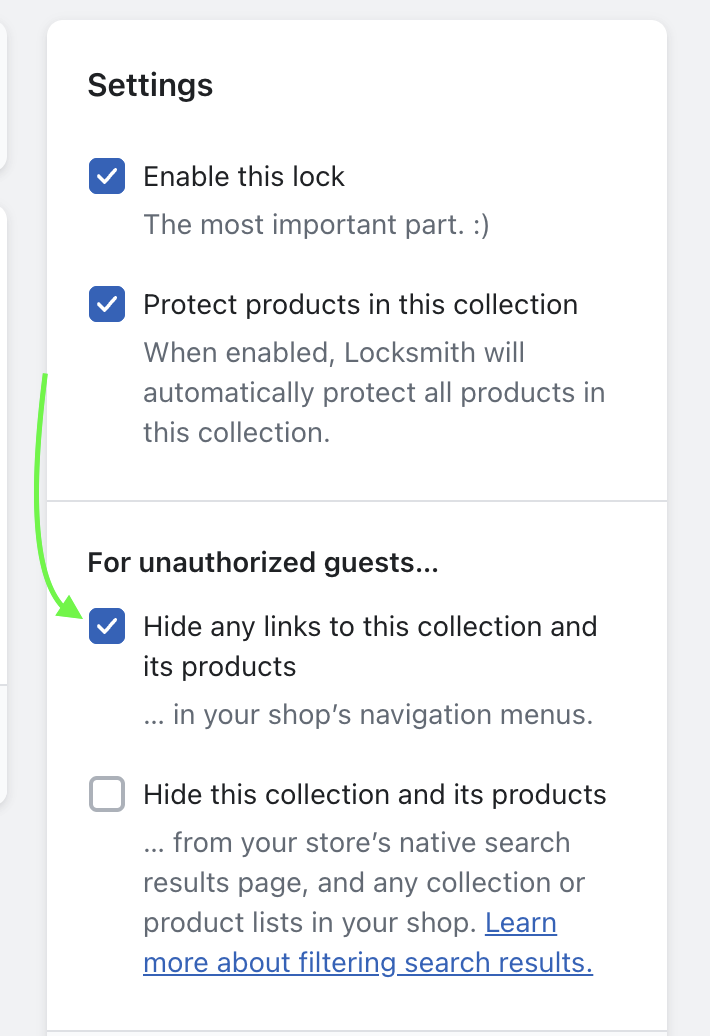 Settings
Enable this lock
The most important part. :)
Protect products in this collection
When enabled, Locksmith will
automatically protect all products in
this collection.
For unauthorized guests...
Hide any links to this collection and
its products
... in your shop’s navigation menus.
Hide this collection and its products
... from your store’s native search
results page, and any collection or
product lists in your shop. Learn
more about filtering search results.